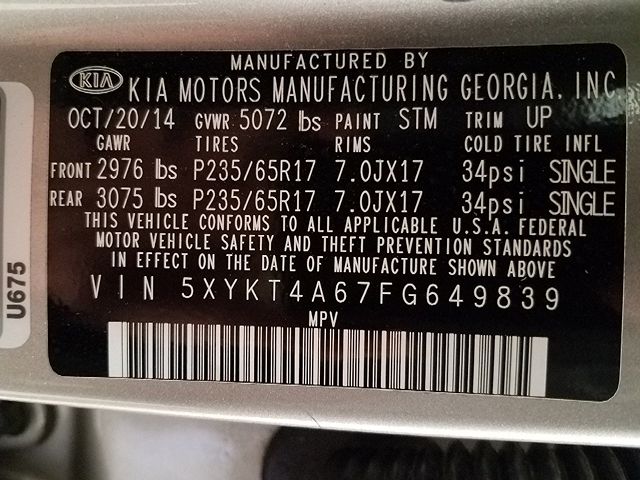 MANUFACTURED BY
KIA KIA MOTORS MANUFACTURING GEORGIA, INC
OCT/20/14 GVWR 5072 lbs PAINT STM TRIM UP
GAWR TIRES RIMS COLD TIRE INFL
FRONT 2976 lbs P235/65R17 7.0JX17 34psi SINGLE
REAR 3075 lbs P235/65R17 7.0JX17 34psi SINGLE
THIS VEHICLE CONFORMS TO ALL APPLICABLE U.S.A. FEDERAL
MOTOR VEHICLE SAFETY AND THEFT PREVENTION STANDARDS
IN EFFECT ON THE DATE OF MANUFACTURE SHOWN ABOVE
VIN 5XYKT4A67FG649839
MPV
U675